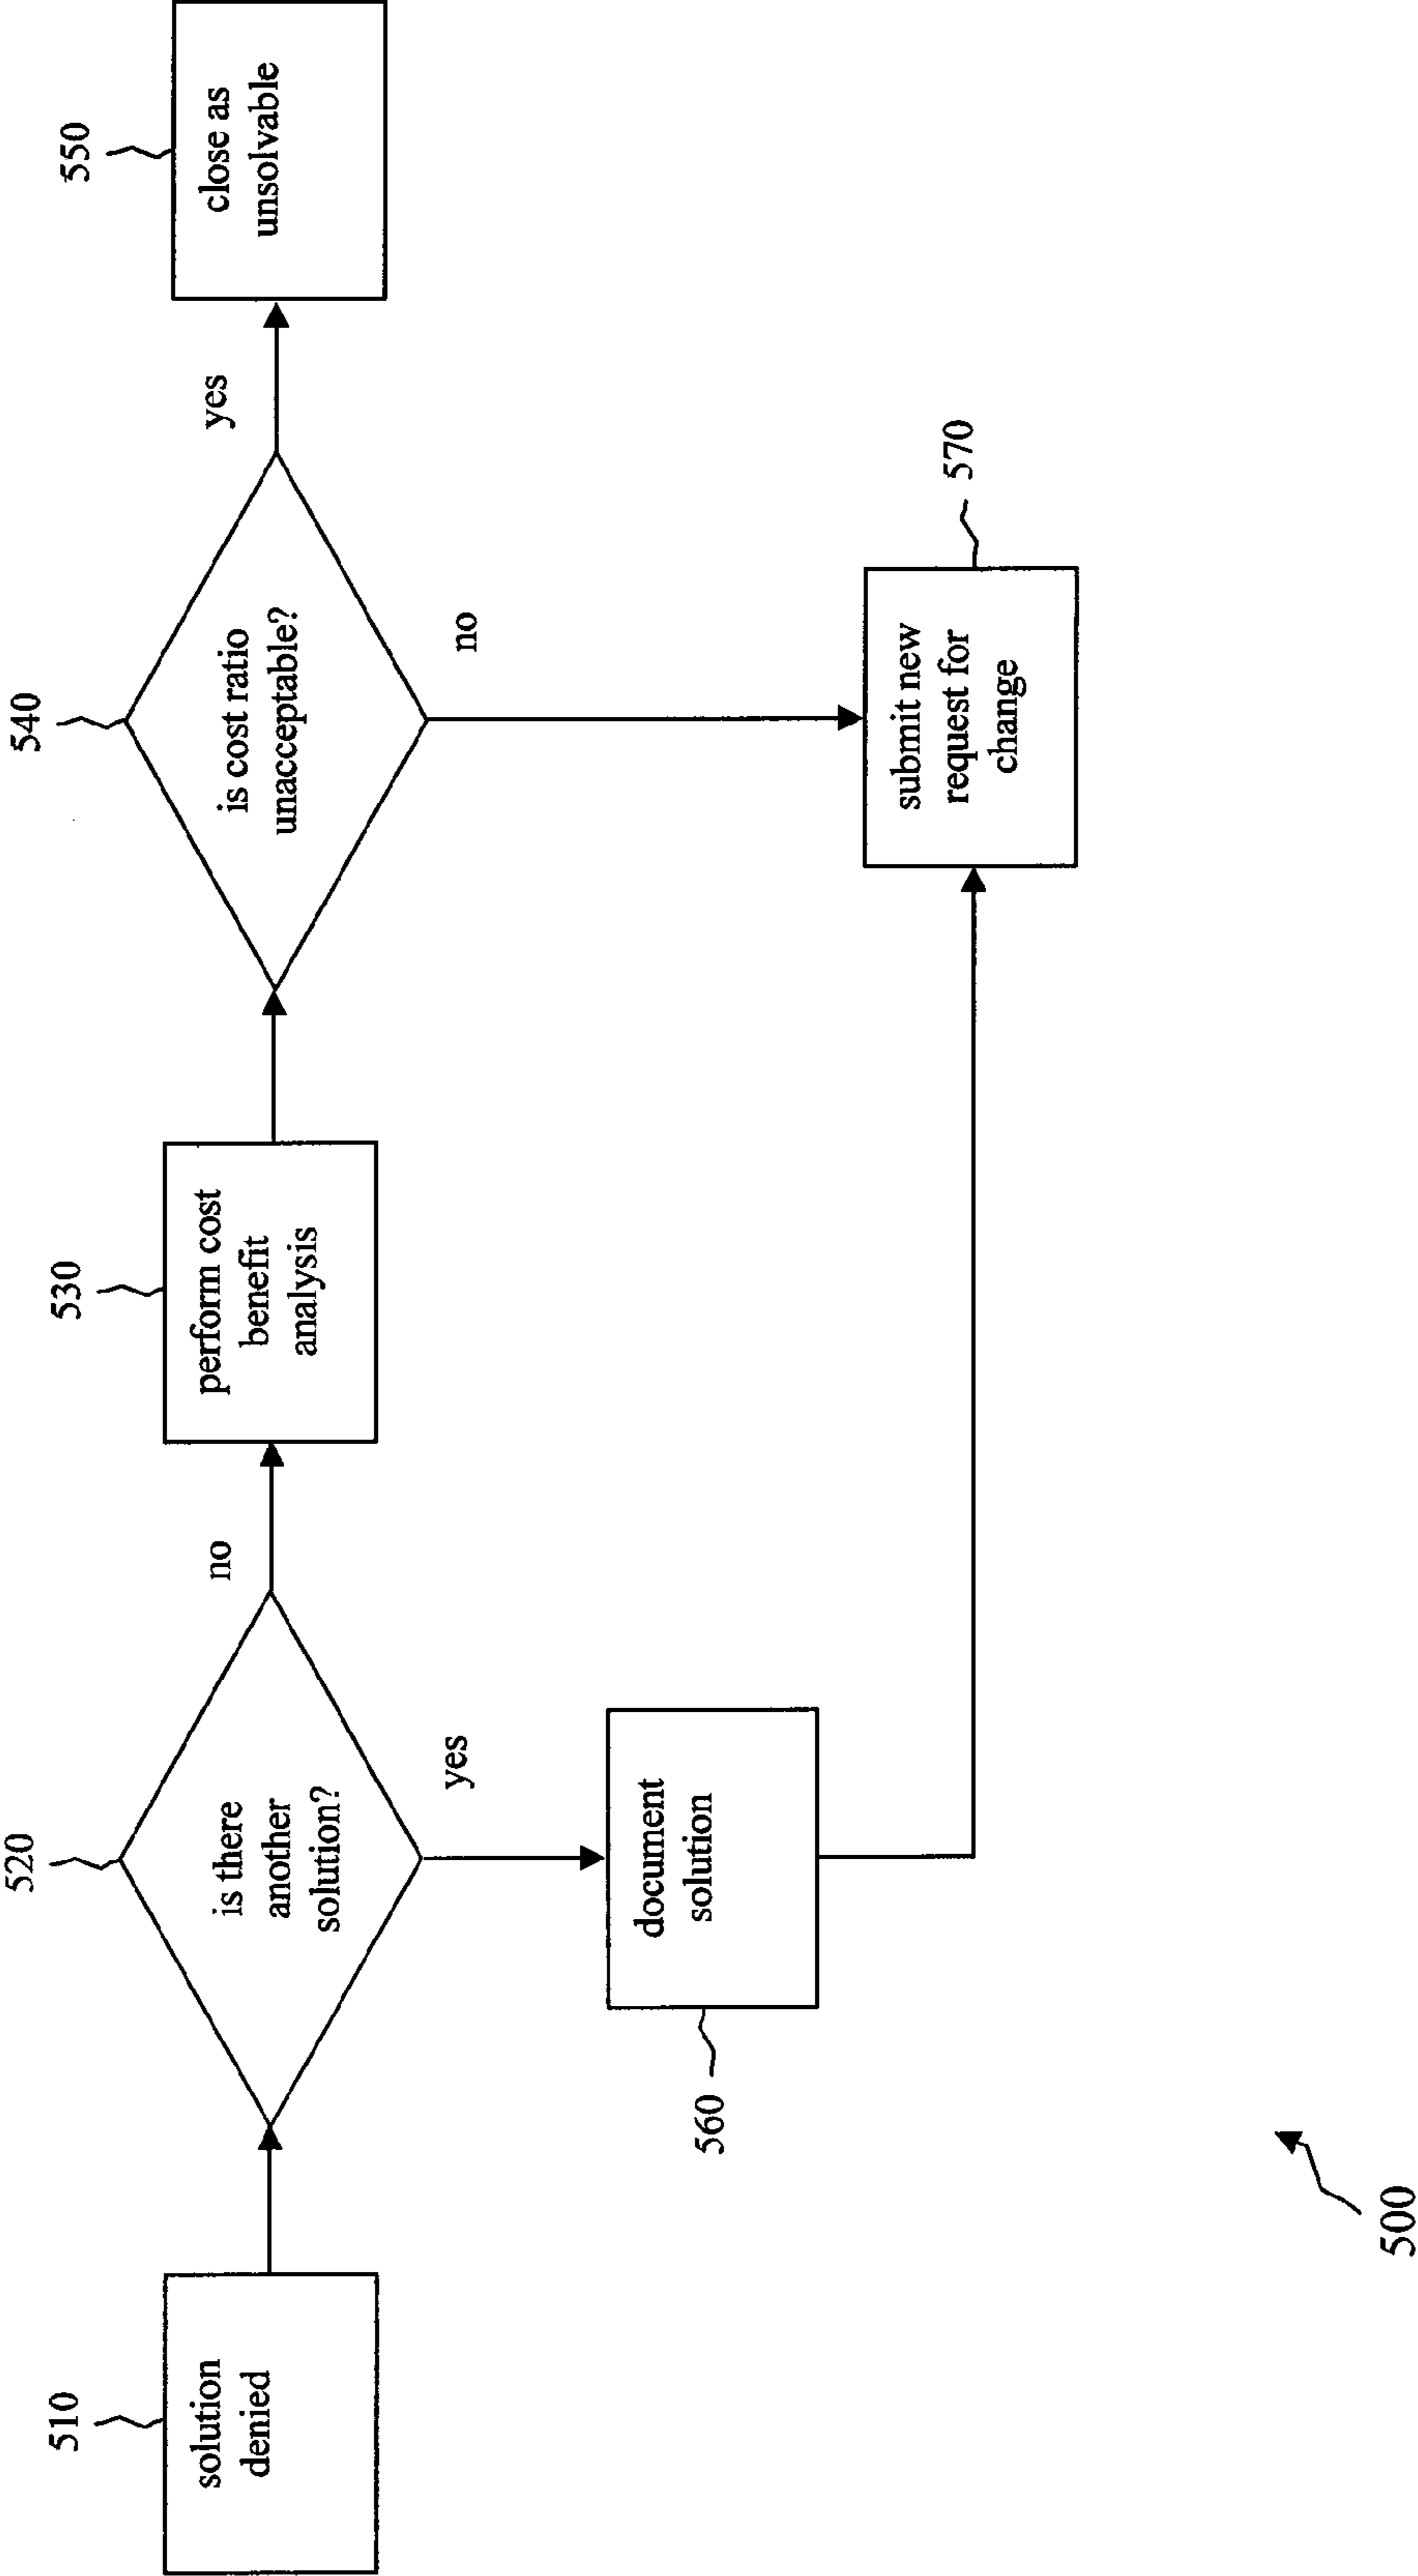 510
solution
denied
520
is there
another
solution?
no
yes
530
perform cost
benefit
analysis
540
is cost ratio
unacceptable?
yes
no
550
close as
unsolvable
560
document
solution
570
submit new
request for
change
500